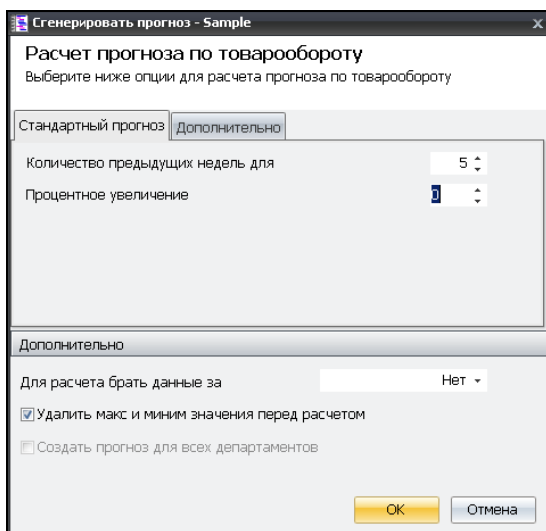 Сгенерировать прогноз - Sample
Расчет прогноза по товарообороту
Выберите ниже опции для расчета прогноза по товарообороту
Стандартный прогноз Дополнительно
Количество предыдущих недель для 5
Процентное увеличение 0
Дополнительно
Для расчета брать данные за Нет
Удалить макс и миним значения перед расчетом
Создать прогноз для всех департаментов
OK Отмена